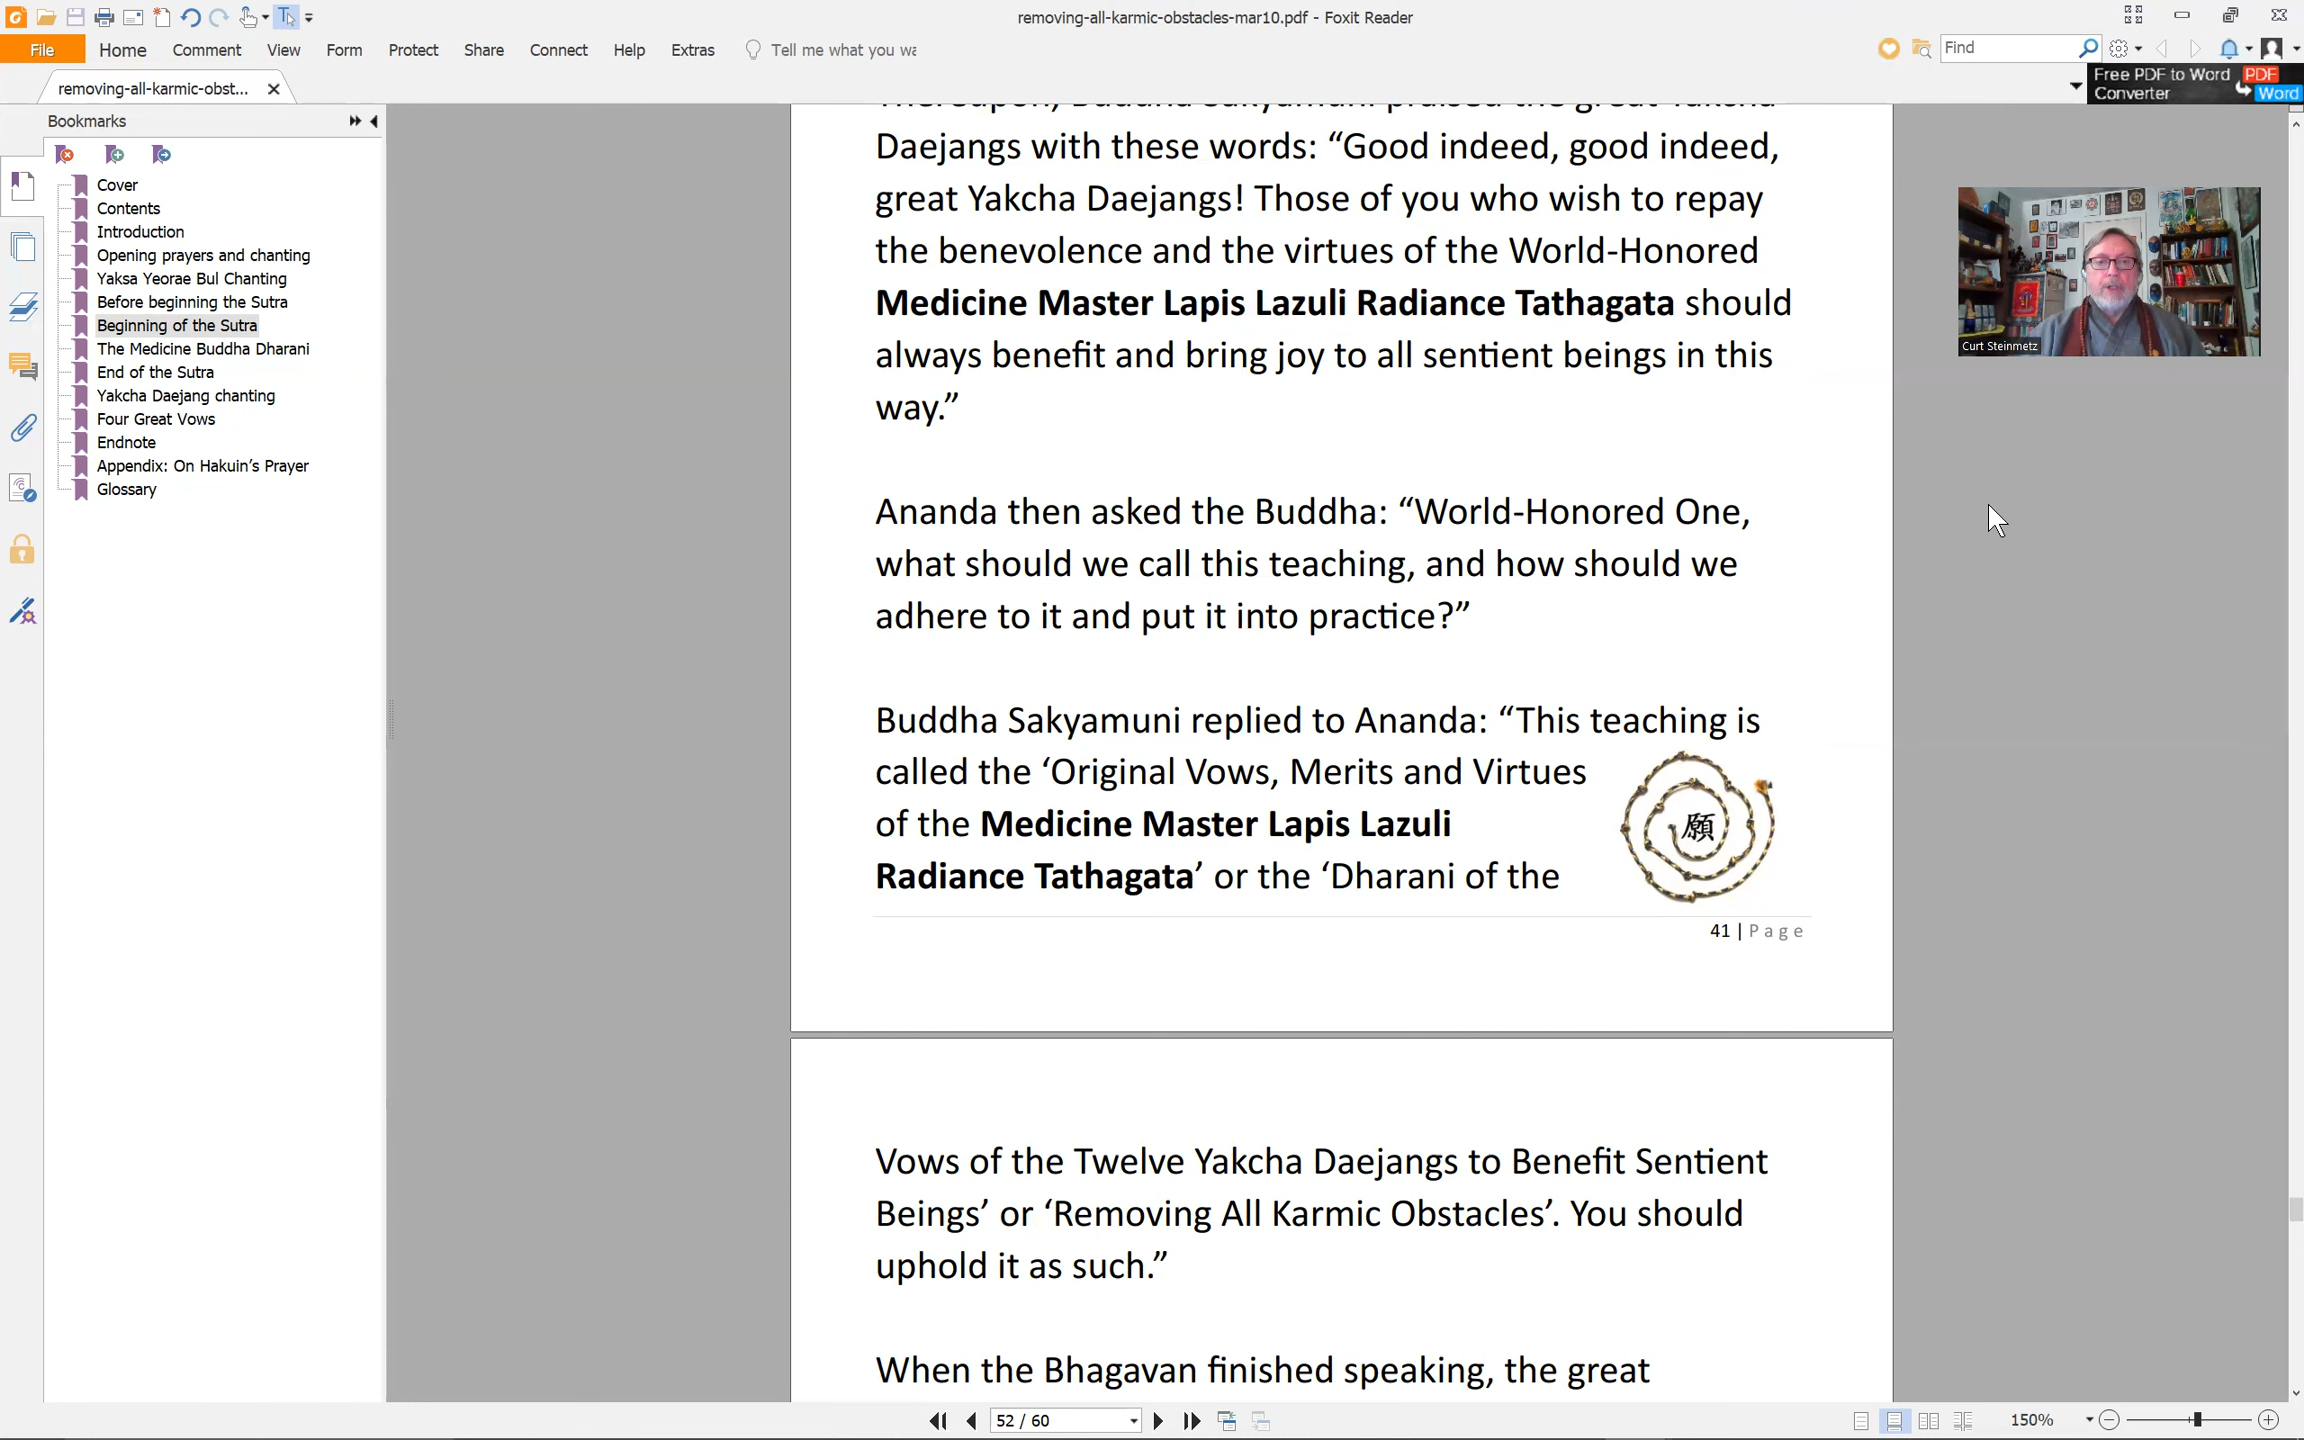 removing-all-karmic-obstacles-mar10.pdf - Foxit Reader
File Home Comment View Form Protect Share Connect Help Extras Tell me what you wa
Find
removing-all-karmic-obst...
Free PDF to Word
Converter
PDF
Word
Bookmarks
Cover
Contents
Introduction
Opening prayers and chanting
Yaksa Yeorae Bul Chanting
Before beginning the Sutra
Beginning of the Sutra
The Medicine Buddha Dharani
End of the Sutra
Yakcha Daejang chanting
Four Great Vows
Endnote
Appendix: On Hakuin’s Prayer
Glossary
Daejangs with these words: “Good indeed, good indeed,
great Yakcha Daejangs! Those of you who wish to repay
the benevolence and the virtues of the World-Honored
Medicine Master Lapis Lazuli Radiance Tathagata should
always benefit and bring joy to all sentient beings in this
way.”
Ananda then asked the Buddha: “World-Honored One,
what should we call this teaching, and how should we
adhere to it and put it into practice?”
Buddha Sakyamuni replied to Ananda: “This teaching is
called the ‘Original Vows, Merits and Virtues
of the Medicine Master Lapis Lazuli
Radiance Tathagata’ or the ‘Dharani of the
願
41 | Page
Vows of the Twelve Yakcha Daejangs to Benefit Sentient
Beings’ or ‘Removing All Karmic Obstacles’. You should
uphold it as such.”
When the Bhagavan finished speaking, the great
Curt Steinmetz
52 / 60
150%